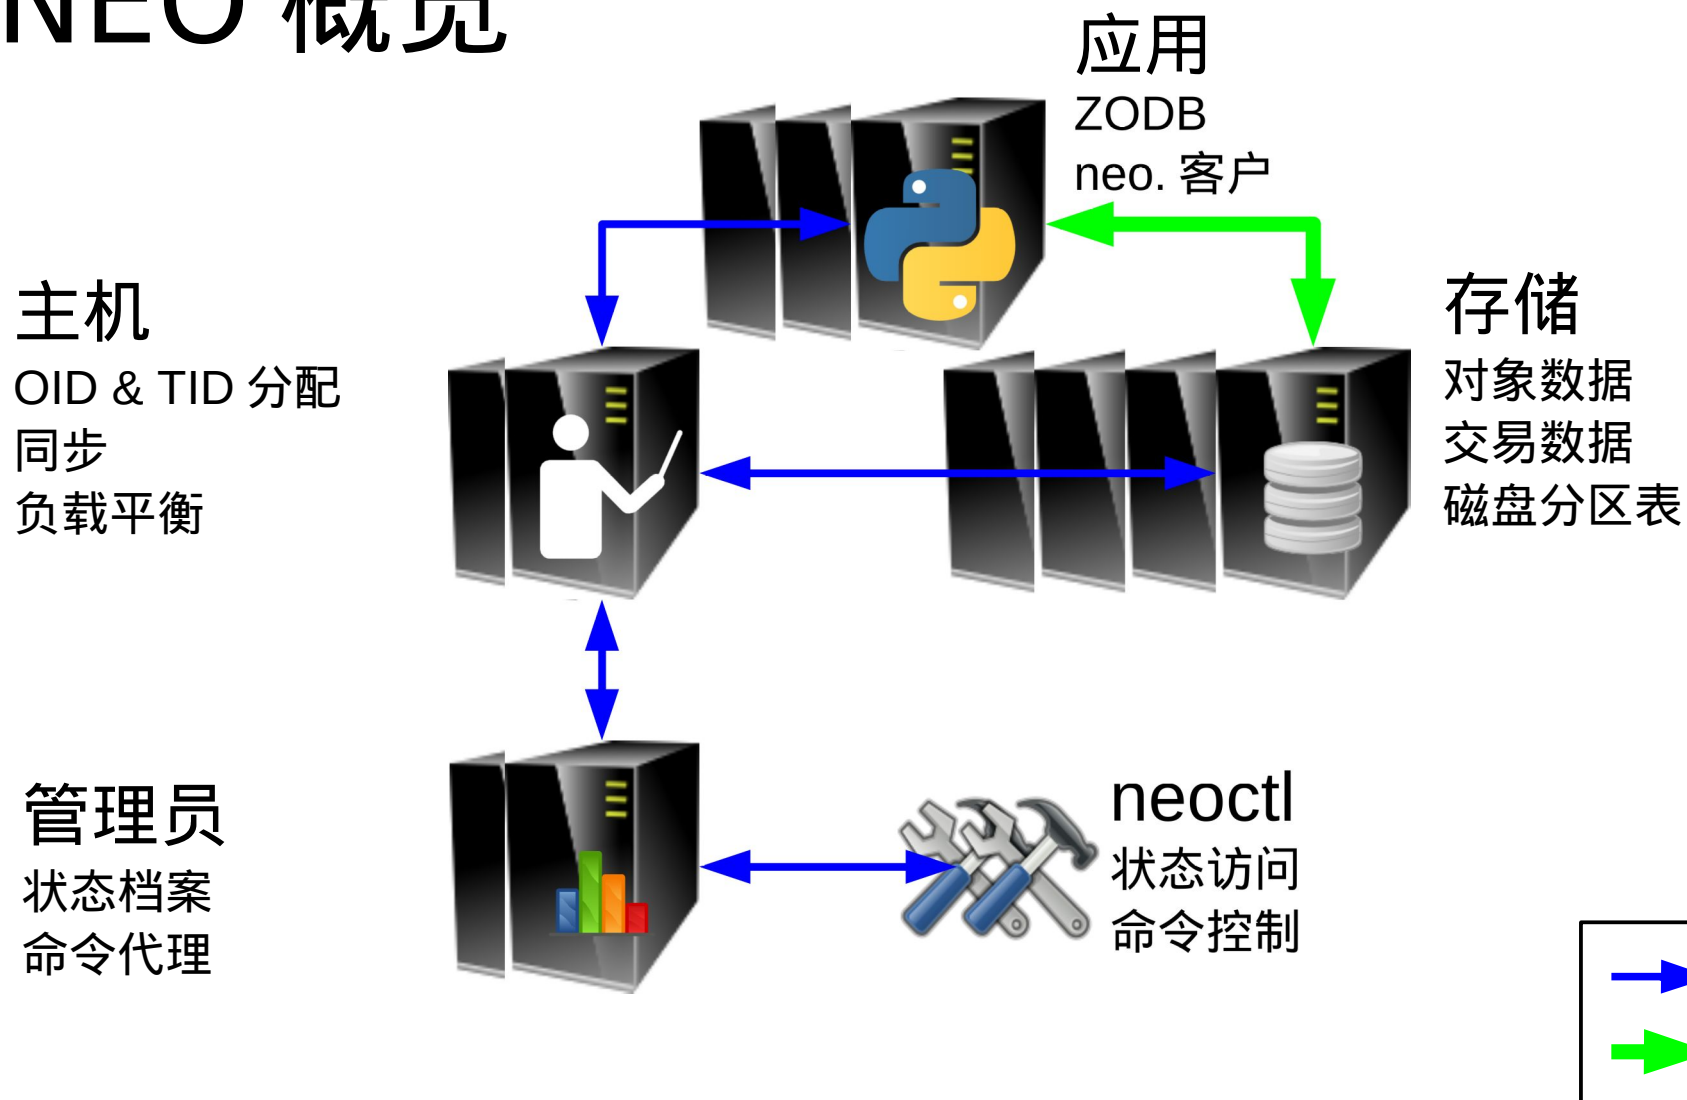 NEO 概览
应用
ZODB
neo. 客户
主机
OID & TID 分配
同步
负载平衡
存储
对象数据
交易数据
磁盘分区表
管理员
状态档案
命令代理
neoctl
状态访问
命令控制